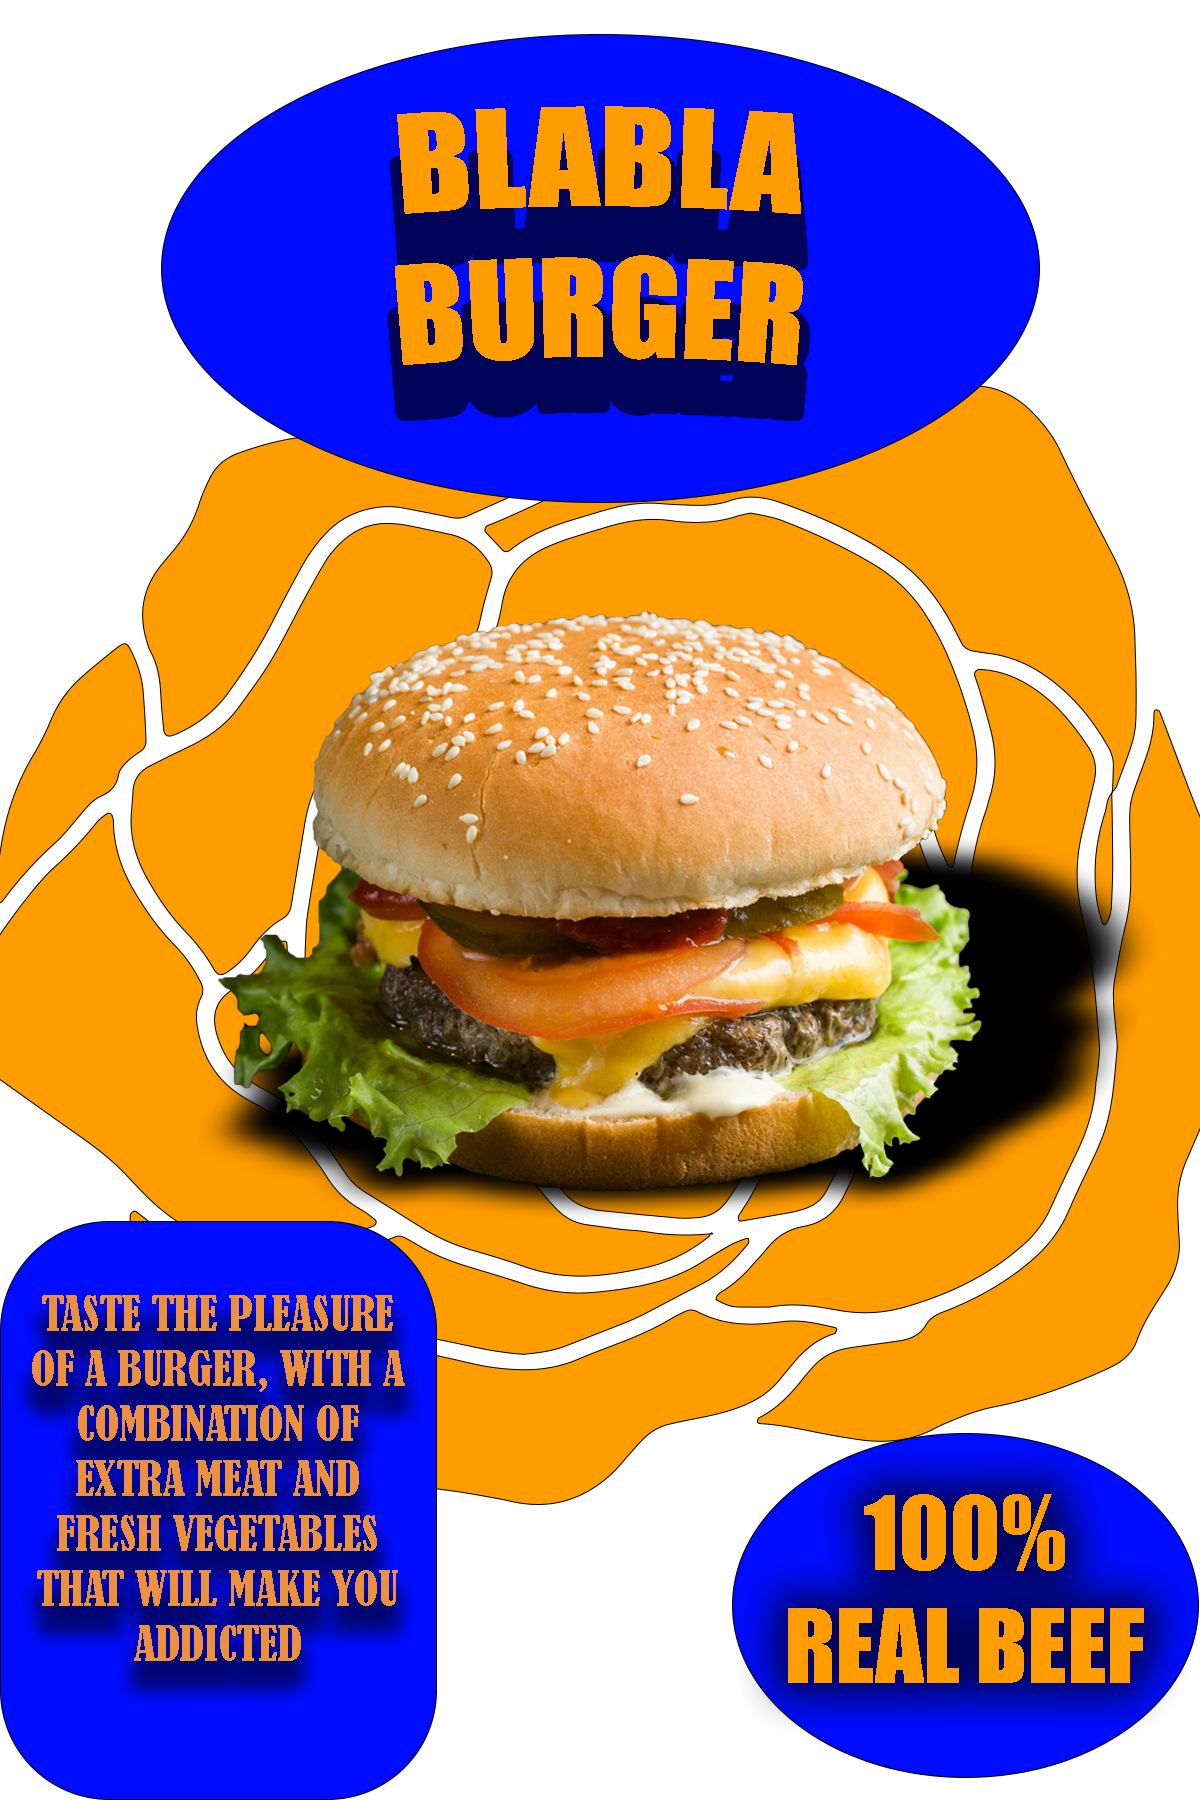 BLABLA
BURGER
TASTE THE PLEASURE
OF A BURGER, WITH A
COMBINATION OF
EXTRA MEAT AND
FRESH VEGETABLES
THAT WILL MAKE YOU
ADDICTED
100%
REAL BEEF